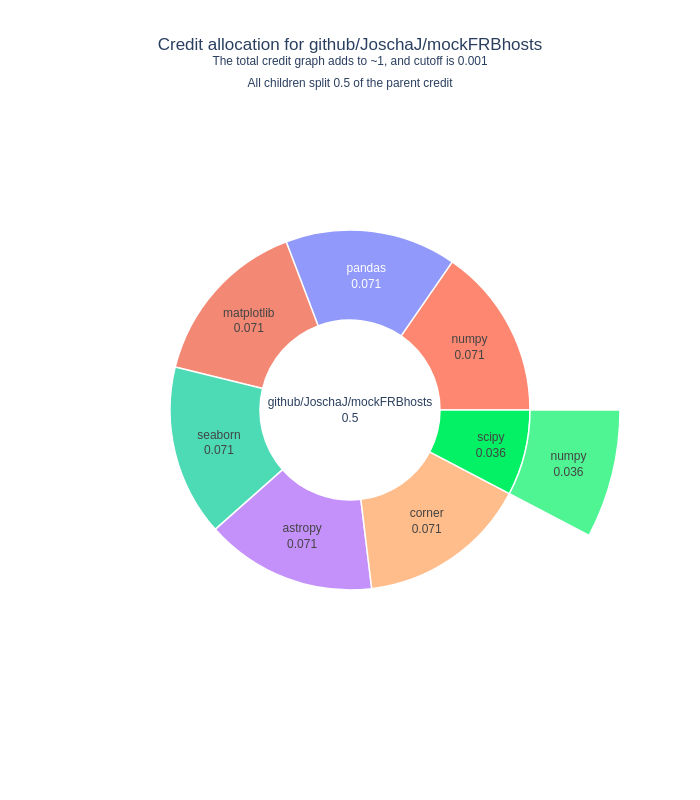 Credit allocation for github/JoschaJ/mockFRBhosts
The total credit graph adds to ~1, and cutoff is 0.001
All children split 0.5 of the parent credit
pandas
0.071
matplotlib
0.071
numpy
0.071
github/JoschaJ/mockFRBhosts
0.5
seaborn
0.071
scipy
0.036
numpy
0.036
astropy
0.071
corner
0.071